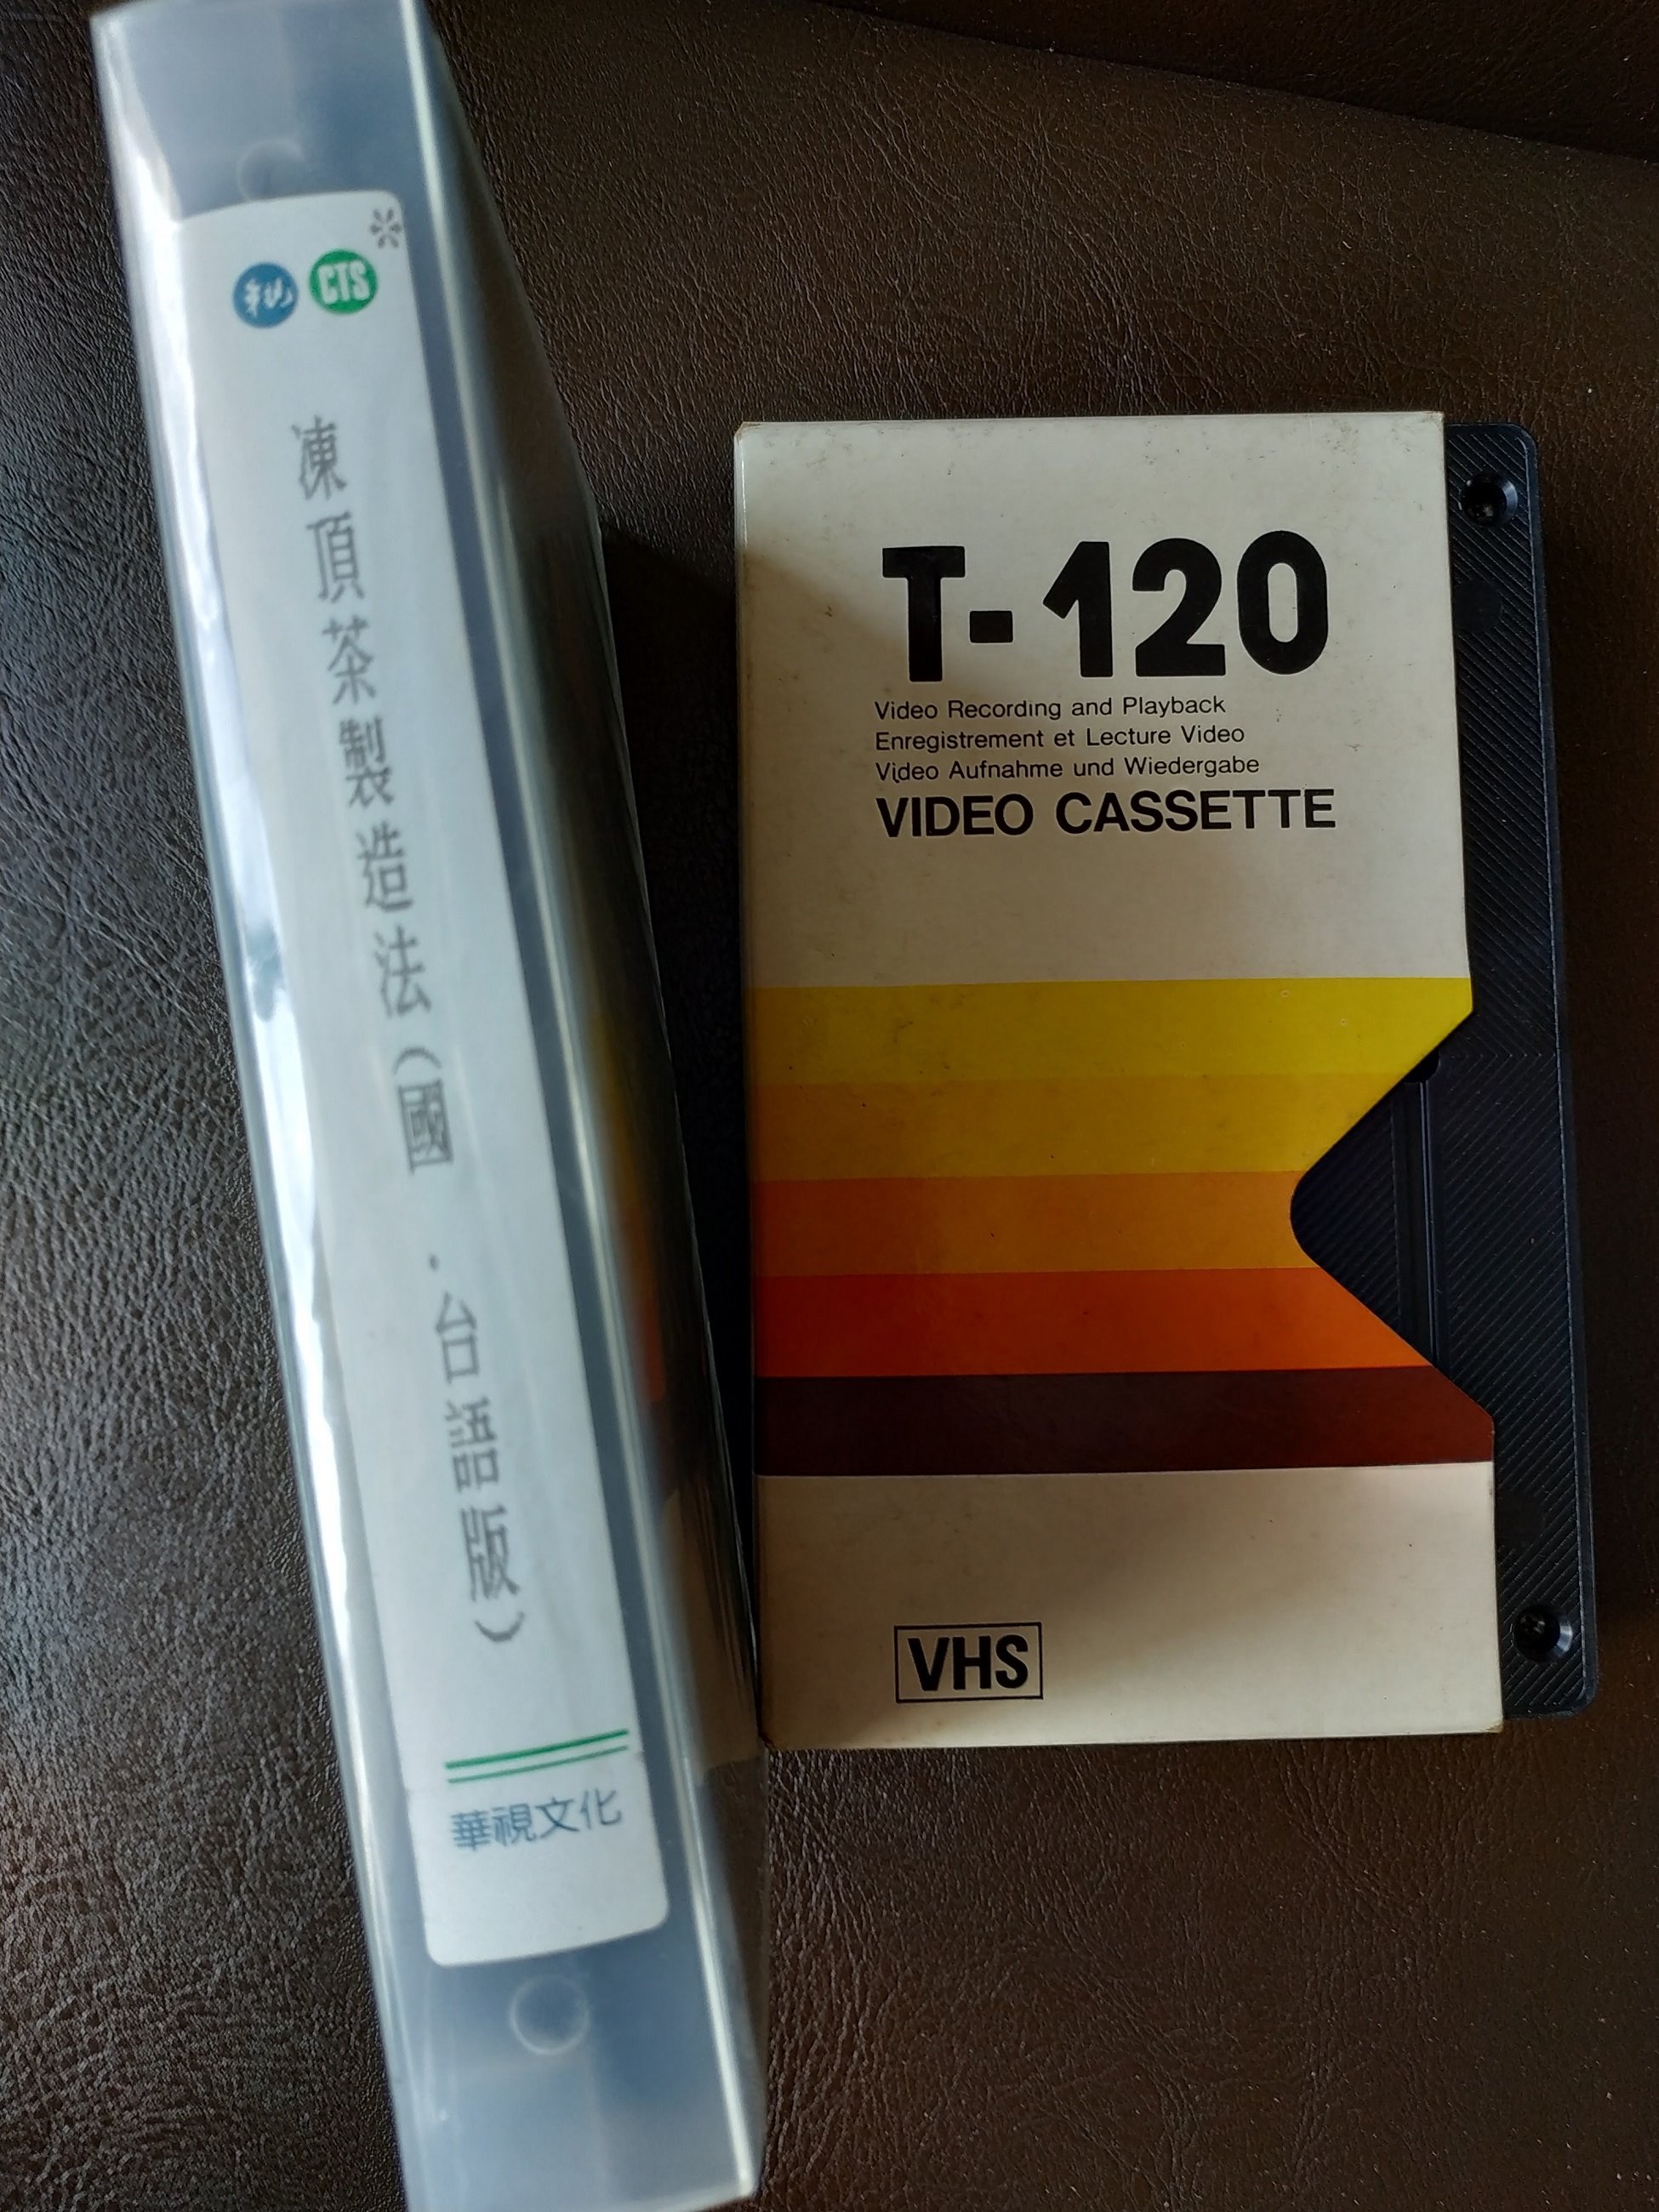 CTS
凍頂茶製造法（國·台語版）
華視文化
T-120
Video Recording and Playback
Enregistrement et Lecture Video
Video Aufnahme und Wiedergabe
VIDEO CASSETTE
VHS